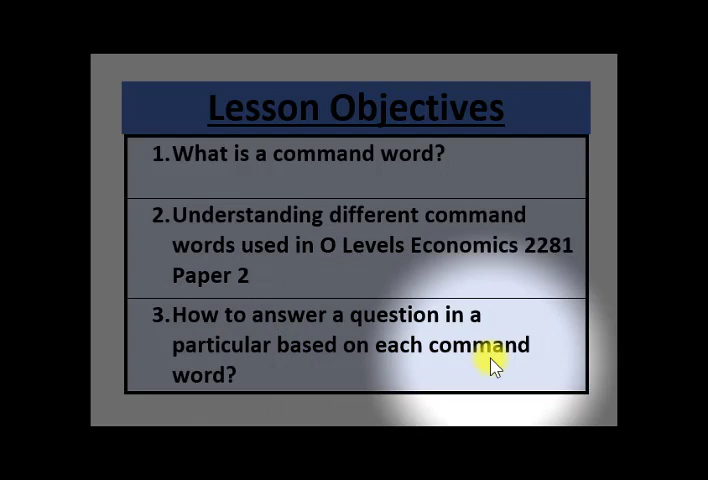 Lesson Objectives
1. What is a command word?
2. Understanding different command
words used in O Levels Economics 2281
Paper 2
3. How to answer a question in a
particular based on each command
word?